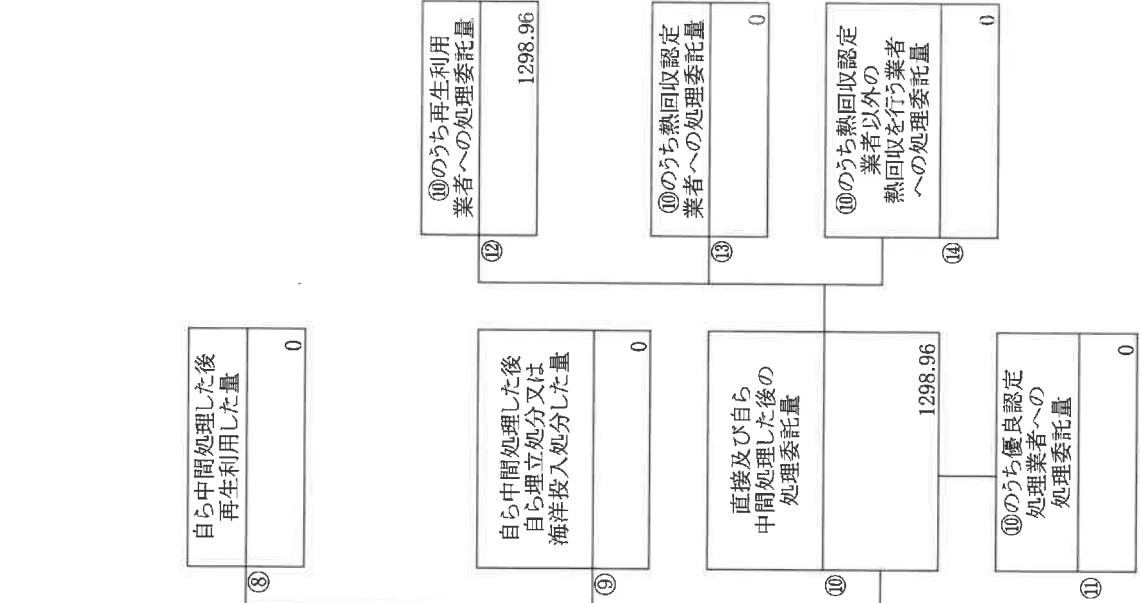 ⑧
自ら中間処理した後
再生利用した量
0
⑨
自ら中間処理した後
自ら埋立処分又は
海洋投入処分した量
0
⑩
直接及び自ら
中間処理した後の
処理委託量
1298.96
⑪
⑩のうち優良認定
処理業者への
処理委託量
0
⑫
⑩のうち再生利用
業者への処理委託量
1298.96
⑬
⑩のうち熱回収認定
業者への処理委託量
0
⑭
⑩のうち熱回収認定
業者以外の
熱回収を行う業者
への処理委託量
0